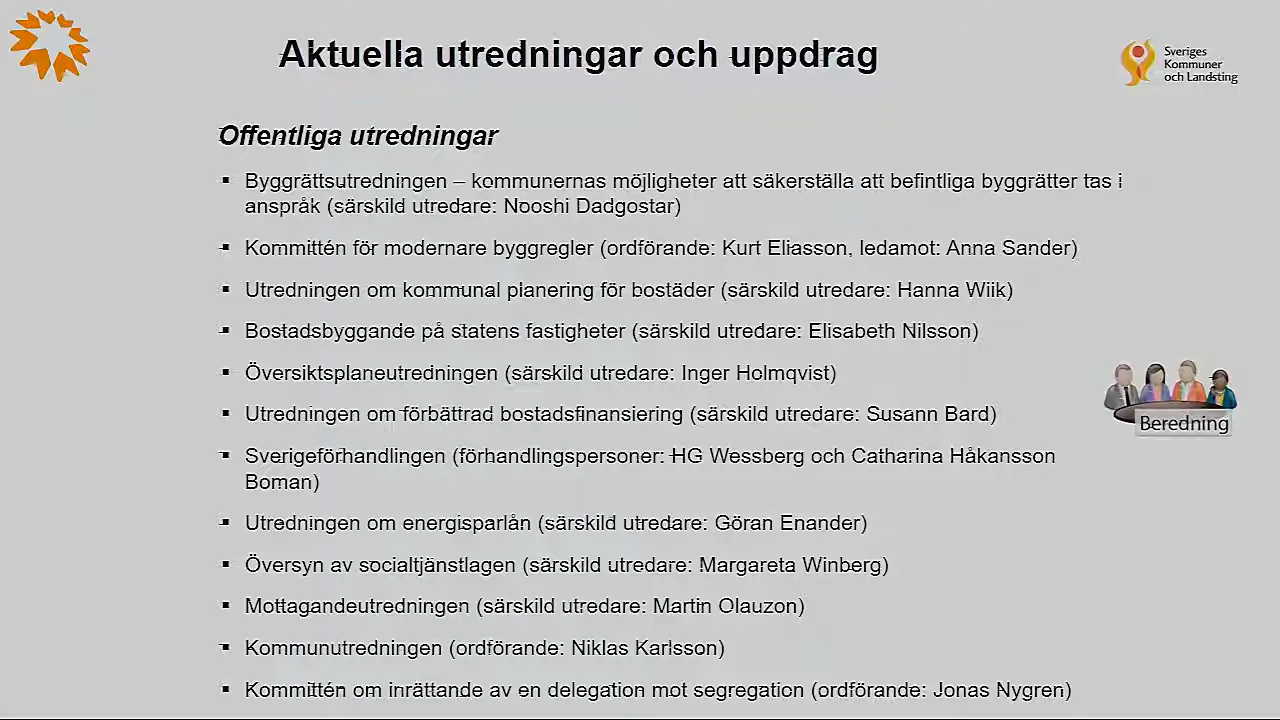 Aktuella utredningar och uppdrag
Sveriges
Kommuner
och Landsting
Offentliga utredningar
▪ Byggrättsutredningen – kommunernas möjligheter att säkerställa att befintliga byggrätter tas i
anspråk (särskild utredare: Nooshi Dadgostar)
▪ Kommittén för modernare byggregler (ordförande: Kurt Eliasson, ledamot: Anna Sander)
▪ Utredningen om kommunal planering för bostäder (särskild utredare: Hanna Wiik)
▪ Bostadsbyggande på statens fastigheter (särskild utredare: Elisabeth Nilsson)
▪ Översiktsplaneutredningen (särskild utredare: Inger Holmqvist)
▪ Utredningen om förbättrad bostadsfinansiering (särskild utredare: Susann Bard)
▪ Sverigeförhandlingen (förhandlingspersoner: HG Wessberg och Catharina Håkansson
Boman)
▪ Utredningen om energisparlån (särskild utredare: Göran Enander)
▪ Översyn av socialtjänstlagen (särskild utredare: Margareta Winberg)
▪ Mottagandeutredningen (särskild utredare: Martin Olauzon)
▪ Kommunutredningen (ordförande: Niklas Karlsson)
▪ Kommittén om inrättande av en delegation mot segregation (ordförande: Jonas Nygren)
Beredning